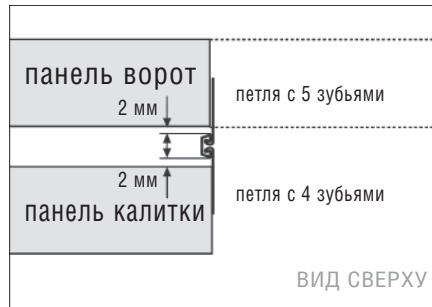 панель ворот
2 мм
петля с 5 зубьями
2 мм
петля с 4 зубьями
панель калитки
ВИД СВЕРХУ